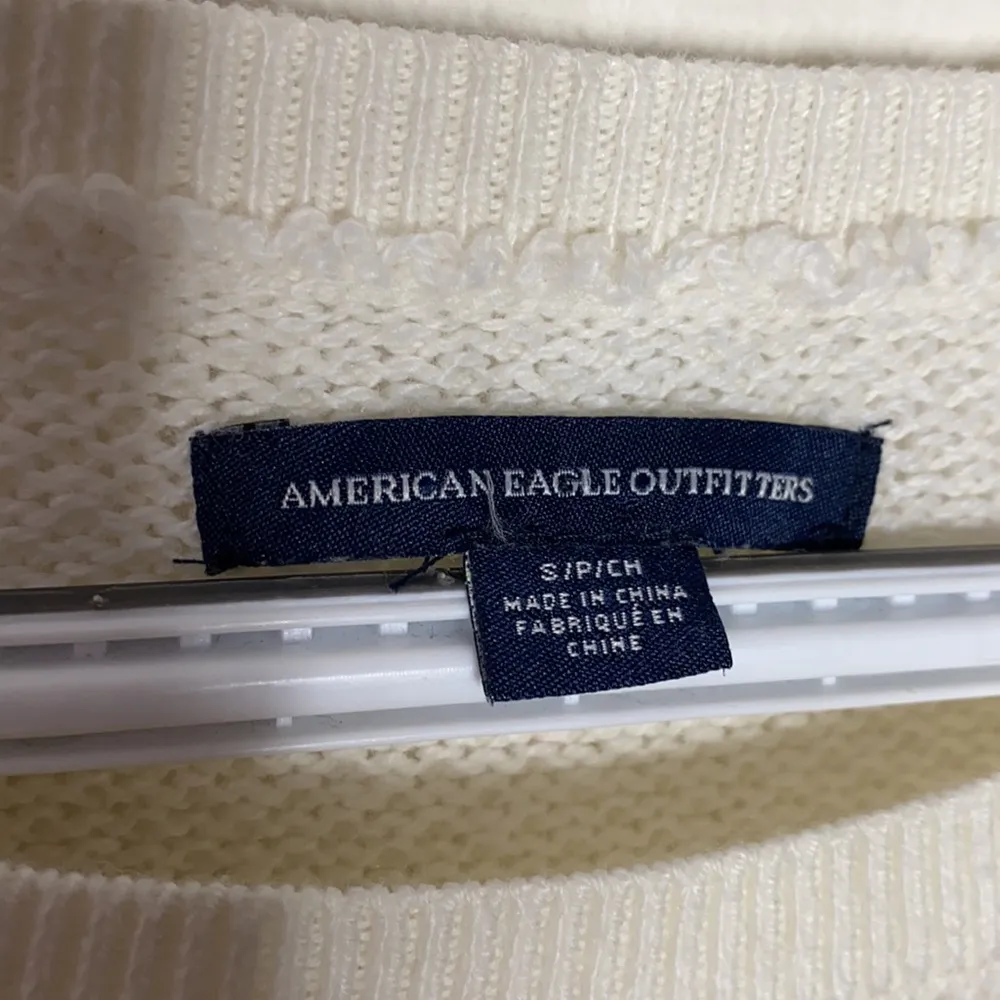 AMERICAN EAGLE OUTFITTERS
S/P/CH
MADE IN CHINA
FABRIQUÉ EN
CHINE